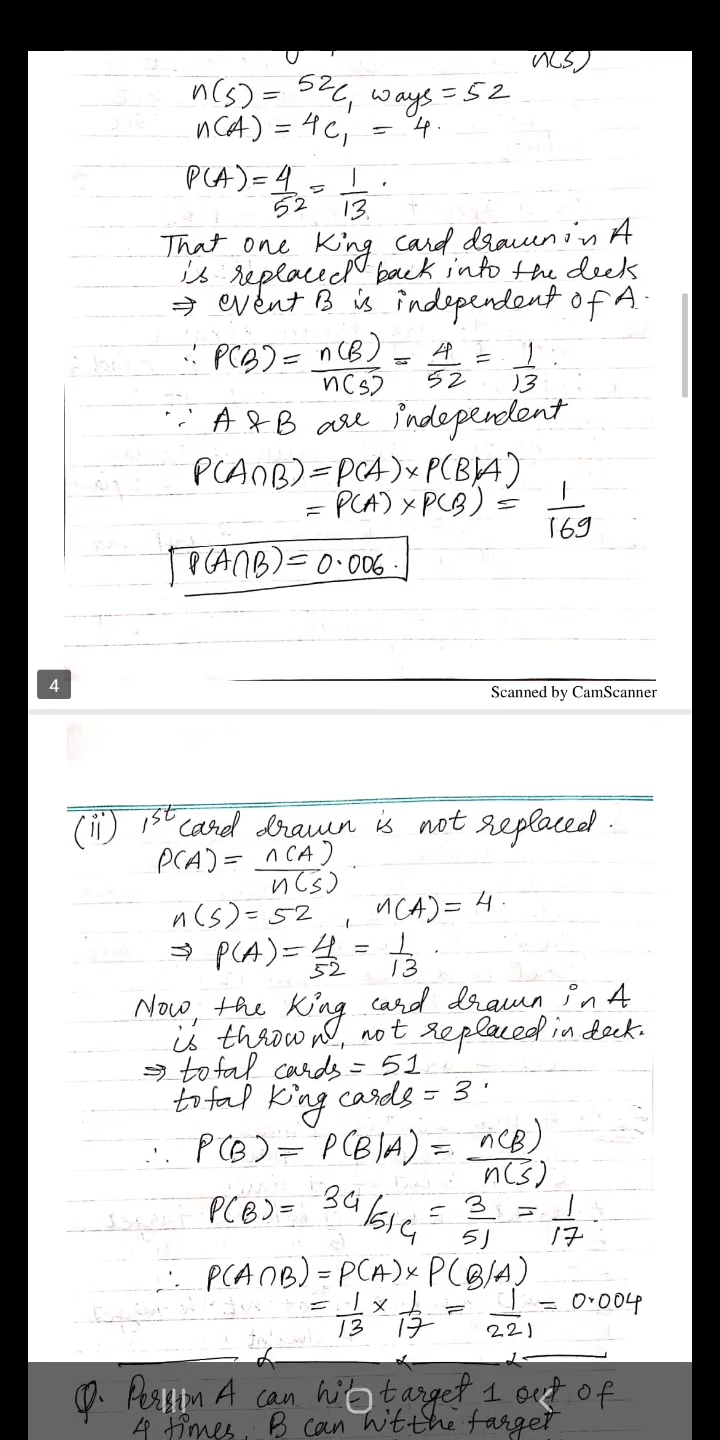 n(S)
n(S) = 52C₁ ways = 52
n(A) = 4C₁ = 4.
P(A) = 4/52 = 1/13.
That one King card drawn in A
is replaced back into the deck
⇒ event B is independent of A.
∴ P(B) = n(B)/n(S) = 4/52 = 1/13.
∵ A & B are independent
P(A∩B) = P(A) × P(B|A)
= P(A) × P(B) = 1/169
P(A∩B) = 0.006.
4
Scanned by CamScanner
(ii) 1st card drawn is not replaced.
P(A) = n(A)/n(S).
n(S) = 52, n(A) = 4.
⇒ P(A) = 4/52 = 1/13.
Now, the King card drawn in A
is thrown, not replaced in deck.
⇒ total cards = 51
total King cards = 3.
∴ P(B) = P(B|A) = n(B)/n(S)
P(B) = 3C₁/51C₁ = 3/51 = 1/17.
∴ P(A∩B) = P(A) × P(B/A)
= 1/13 × 1/17 = 1/221 = 0.004
Q. Person A can hit target 1 out of
4 times, B can hit the target